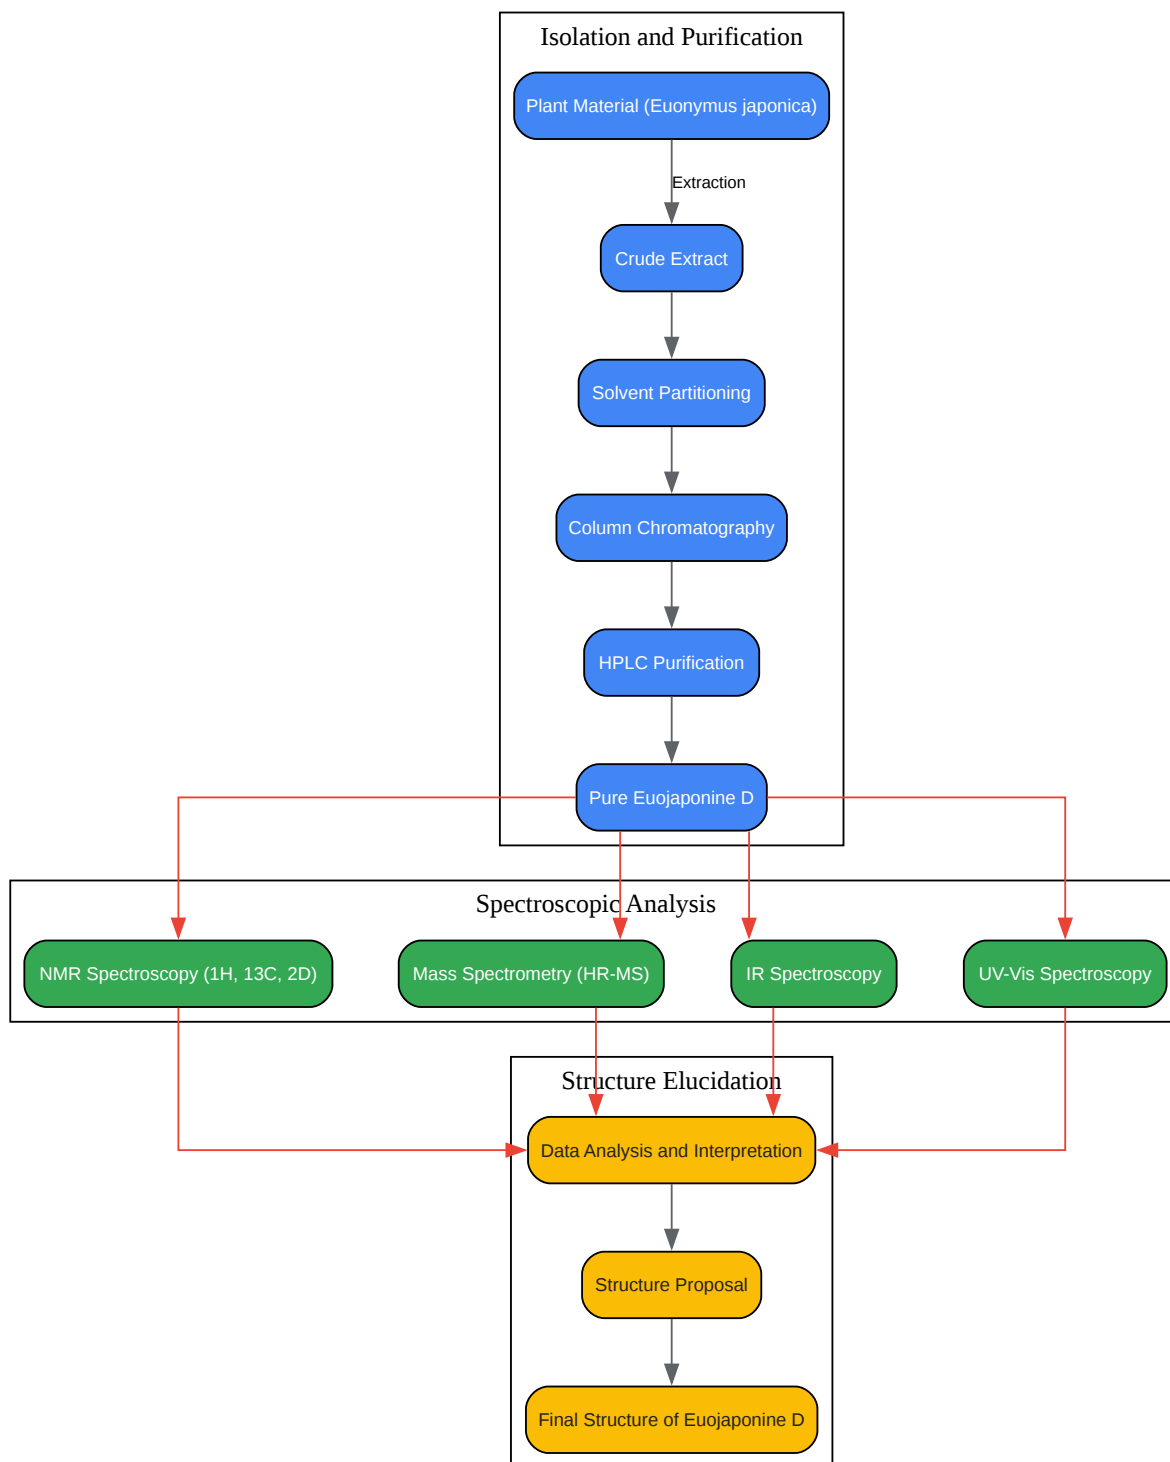 Isolation and Purification
Plant Material (Euonymus japonica)
Extraction
Crude Extract
Solvent Partitioning
Column Chromatography
HPLC Purification
Pure Euojaponine D
Spectroscopic Analysis
NMR Spectroscopy (1H, 13C, 2D)
Mass Spectrometry (HR-MS)
IR Spectroscopy
UV-Vis Spectroscopy
Structure Elucidation
Data Analysis and Interpretation
Structure Proposal
Final Structure of Euojaponine D